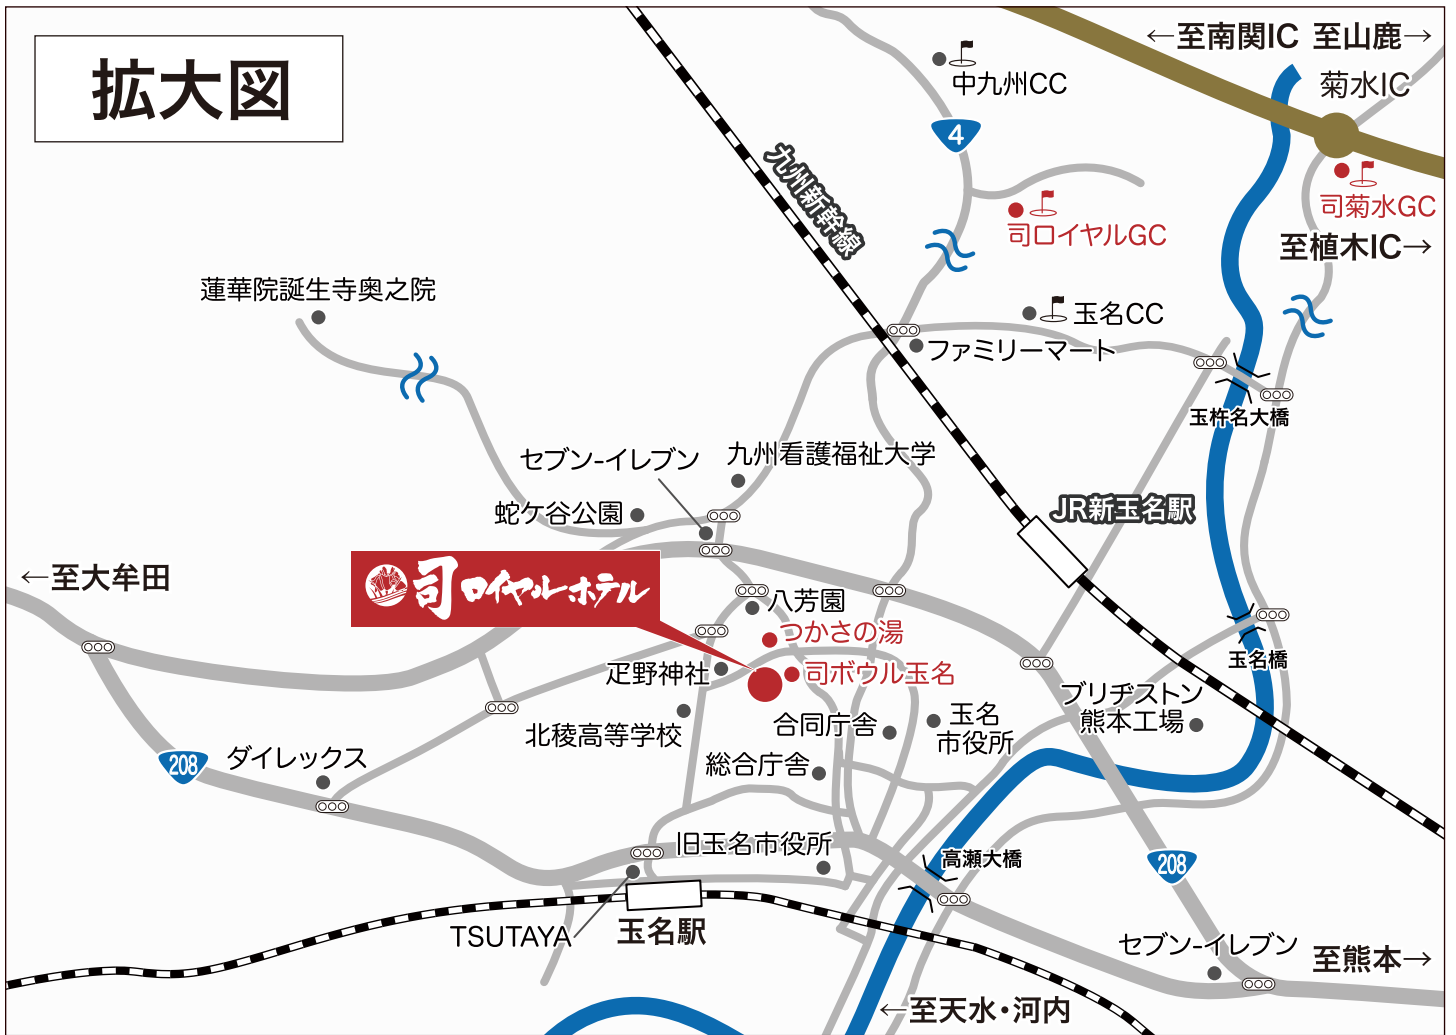 拡大図
←至南関IC 至山鹿→
菊水IC
中九州CC
4
九州新幹線
司ロイヤルGC
司菊水GC
至植木IC→
蓮華院誕生寺奥之院
玉名CC
ファミリーマート
玉杵名大橋
セブン-イレブン
九州看護福祉大学
蛇ケ谷公園
JR新玉名駅
←至大牟田
司ロイヤルホテル
八芳園
つかさの湯
玉名橋
疋野神社
司ボウル玉名
ブリヂストン
熊本工場
北稜高等学校
合同庁舎
玉名
市役所
208
ダイレックス
総合庁舎
旧玉名市役所
高瀬大橋
208
TSUTAYA
玉名駅
セブン-イレブン
至熊本→
←至天水・河内